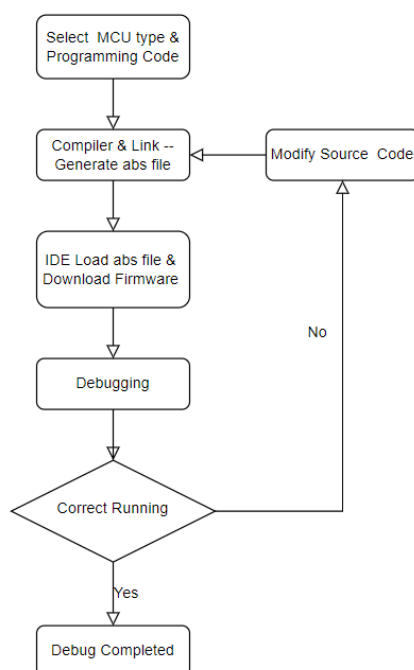 Select MCU type &
Programming Code
Compiler & Link --
Generate abs file
Modify Source Code
IDE Load abs file &
Download Firmware
No
Debugging
Correct Running
Yes
Debug Completed